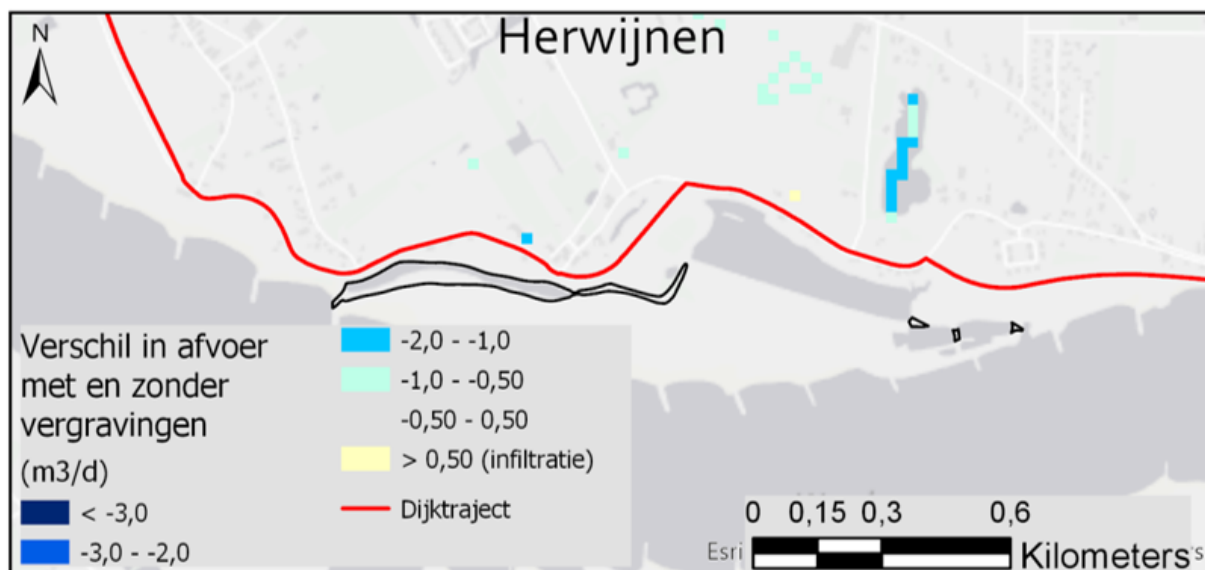 Herwijnen
N
Verschil in afvoer
met en zonder
vergravingen
(m3/d)
< -3,0
-3,0 - -2,0
-2,0 - -1,0
-1,0 - -0,50
-0,50 - 0,50
> 0,50 (infiltratie)
Dijktraject
0 0,15 0,3 0,6
Esri
Kilometers